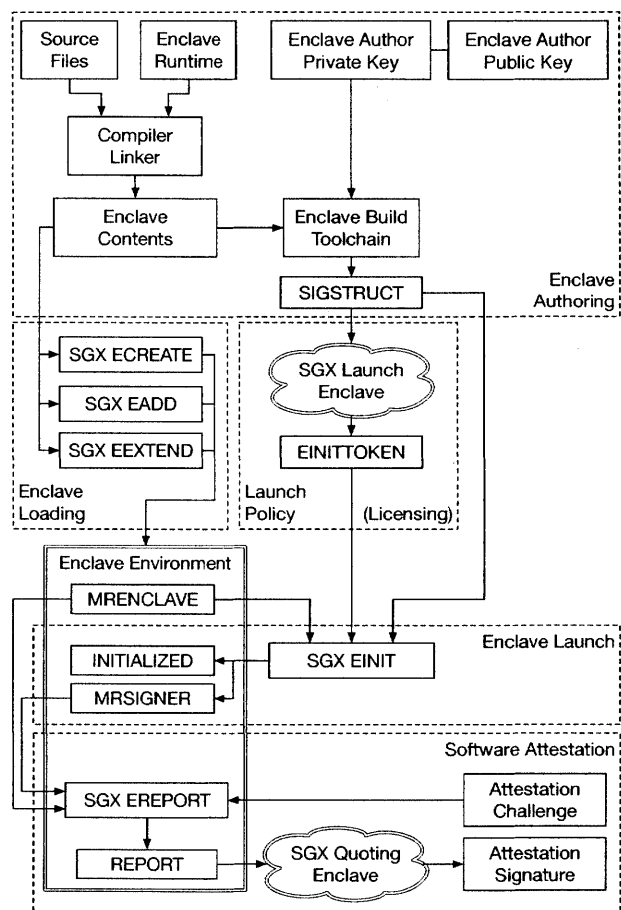 Source
Files
Enclave
Runtime
Enclave Author
Private Key
Enclave Author
Public Key
Compiler
Linker
Enclave
Contents
Enclave Build
Toolchain
SIGSTRUCT
Enclave
Authoring
SGX ECREATE
SGX EADD
SGX EEXTEND
Enclave
Loading
SGX Launch
Enclave
EINITTOKEN
Launch
Policy
(Licensing)
Enclave Environment
MRENCLAVE
Enclave Launch
INITIALIZED
SGX EINIT
MRSIGNER
Software Attestation
SGX EREPORT
Attestation
Challenge
REPORT
SGX Quoting
Enclave
Attestation
Signature